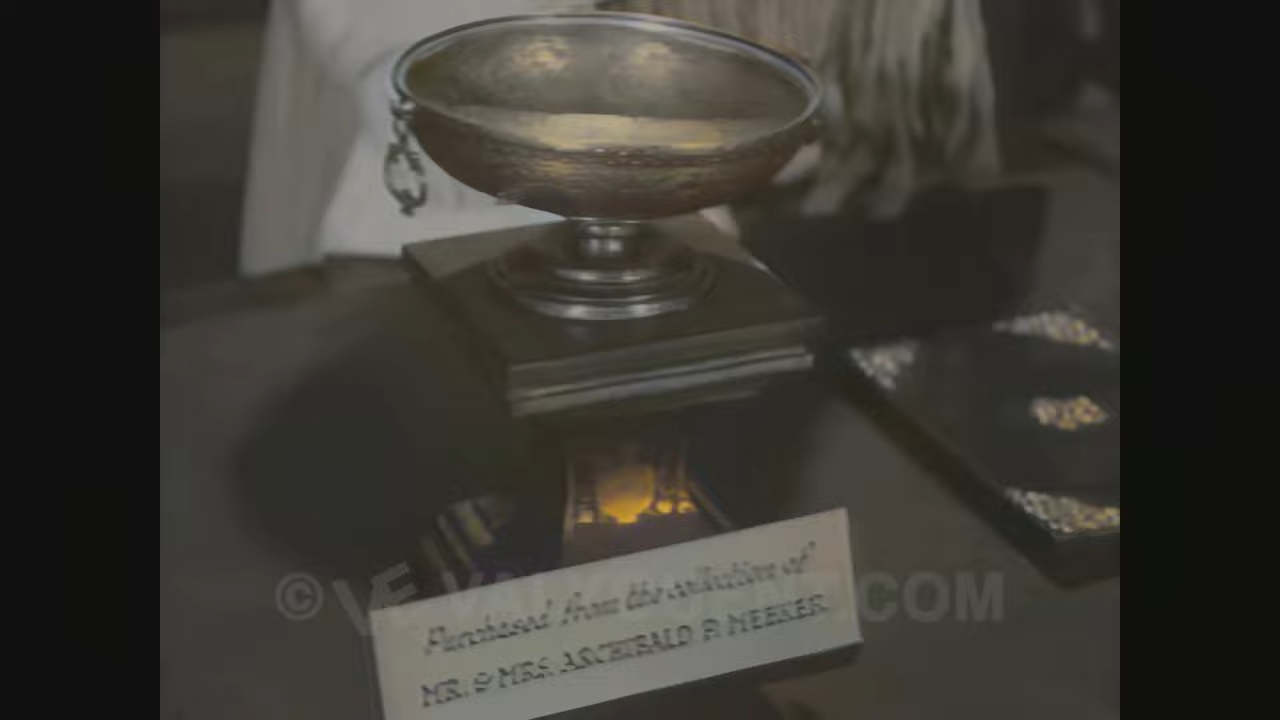 Purchased from the collection of
MR. & MRS. ARCHIBALD P. MEEKER
© .COM